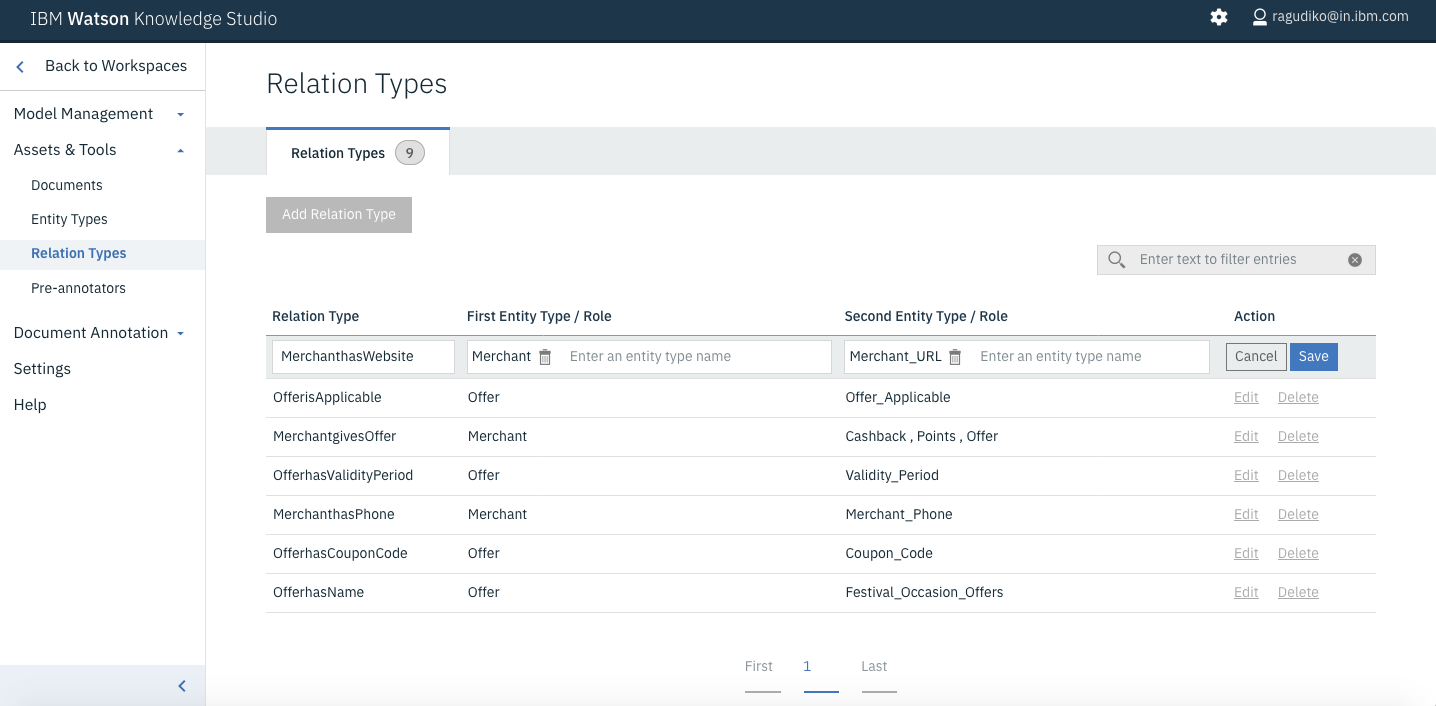 IBM Watson Knowledge Studio
ragudiko@in.ibm.com
Back to Workspaces
Model Management
Assets & Tools
Documents
Entity Types
Relation Types
Pre-annotators
Document Annotation
Settings
Help
Relation Types
Relation Types 9
Add Relation Type
Enter text to filter entries
Relation Type First Entity Type / Role Second Entity Type / Role Action
MerchanthasWebsite Merchant Enter an entity type name Merchant_URL Enter an entity type name Cancel Save
OfferisApplicable Offer Offer_Applicable Edit Delete
MerchantgivesOffer Merchant Cashback , Points , Offer Edit Delete
OfferhasValidityPeriod Offer Validity_Period Edit Delete
MerchanthasPhone Merchant Merchant_Phone Edit Delete
OfferhasCouponCode Offer Coupon_Code Edit Delete
OfferhasName Offer Festival_Occasion_Offers Edit Delete
First 1 Last